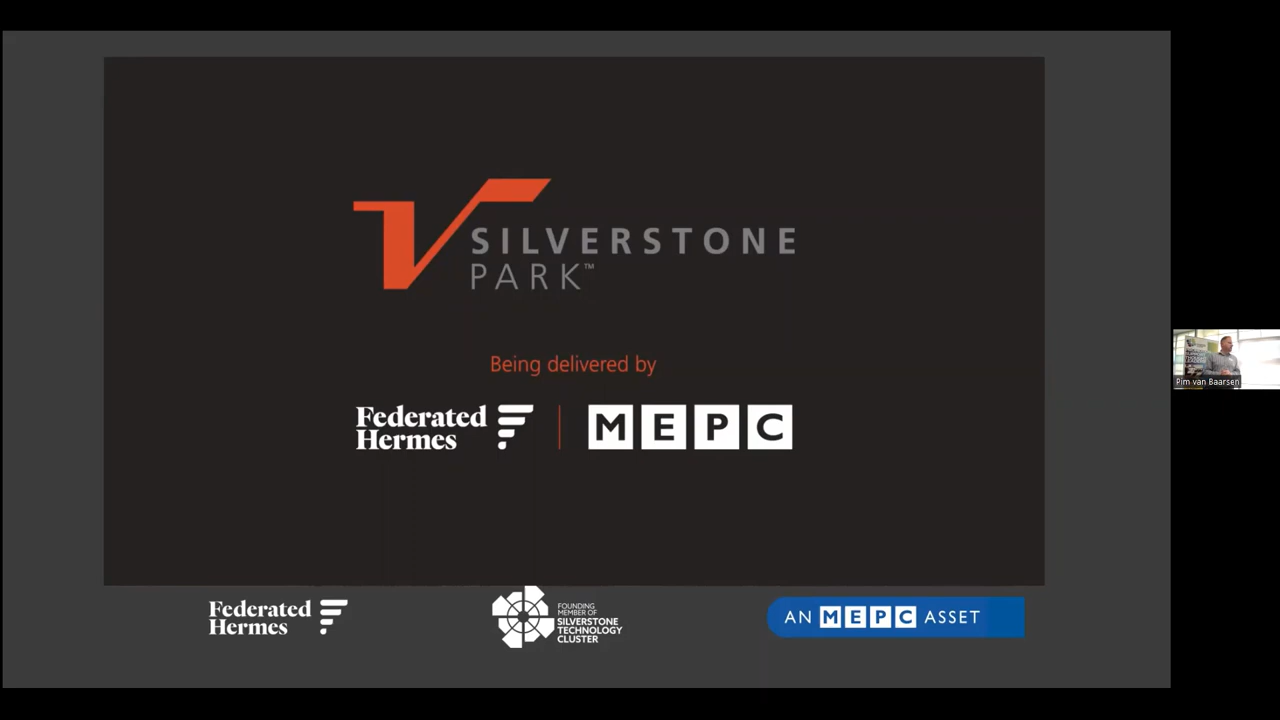 SILVERSTONE
PARK™
Being delivered by
Federated
Hermes
MEPC
Federated
Hermes
FOUNDING
MEMBER OF
SILVERSTONE
TECHNOLOGY
CLUSTER
AN MEPC ASSET
Pim van Baarsen